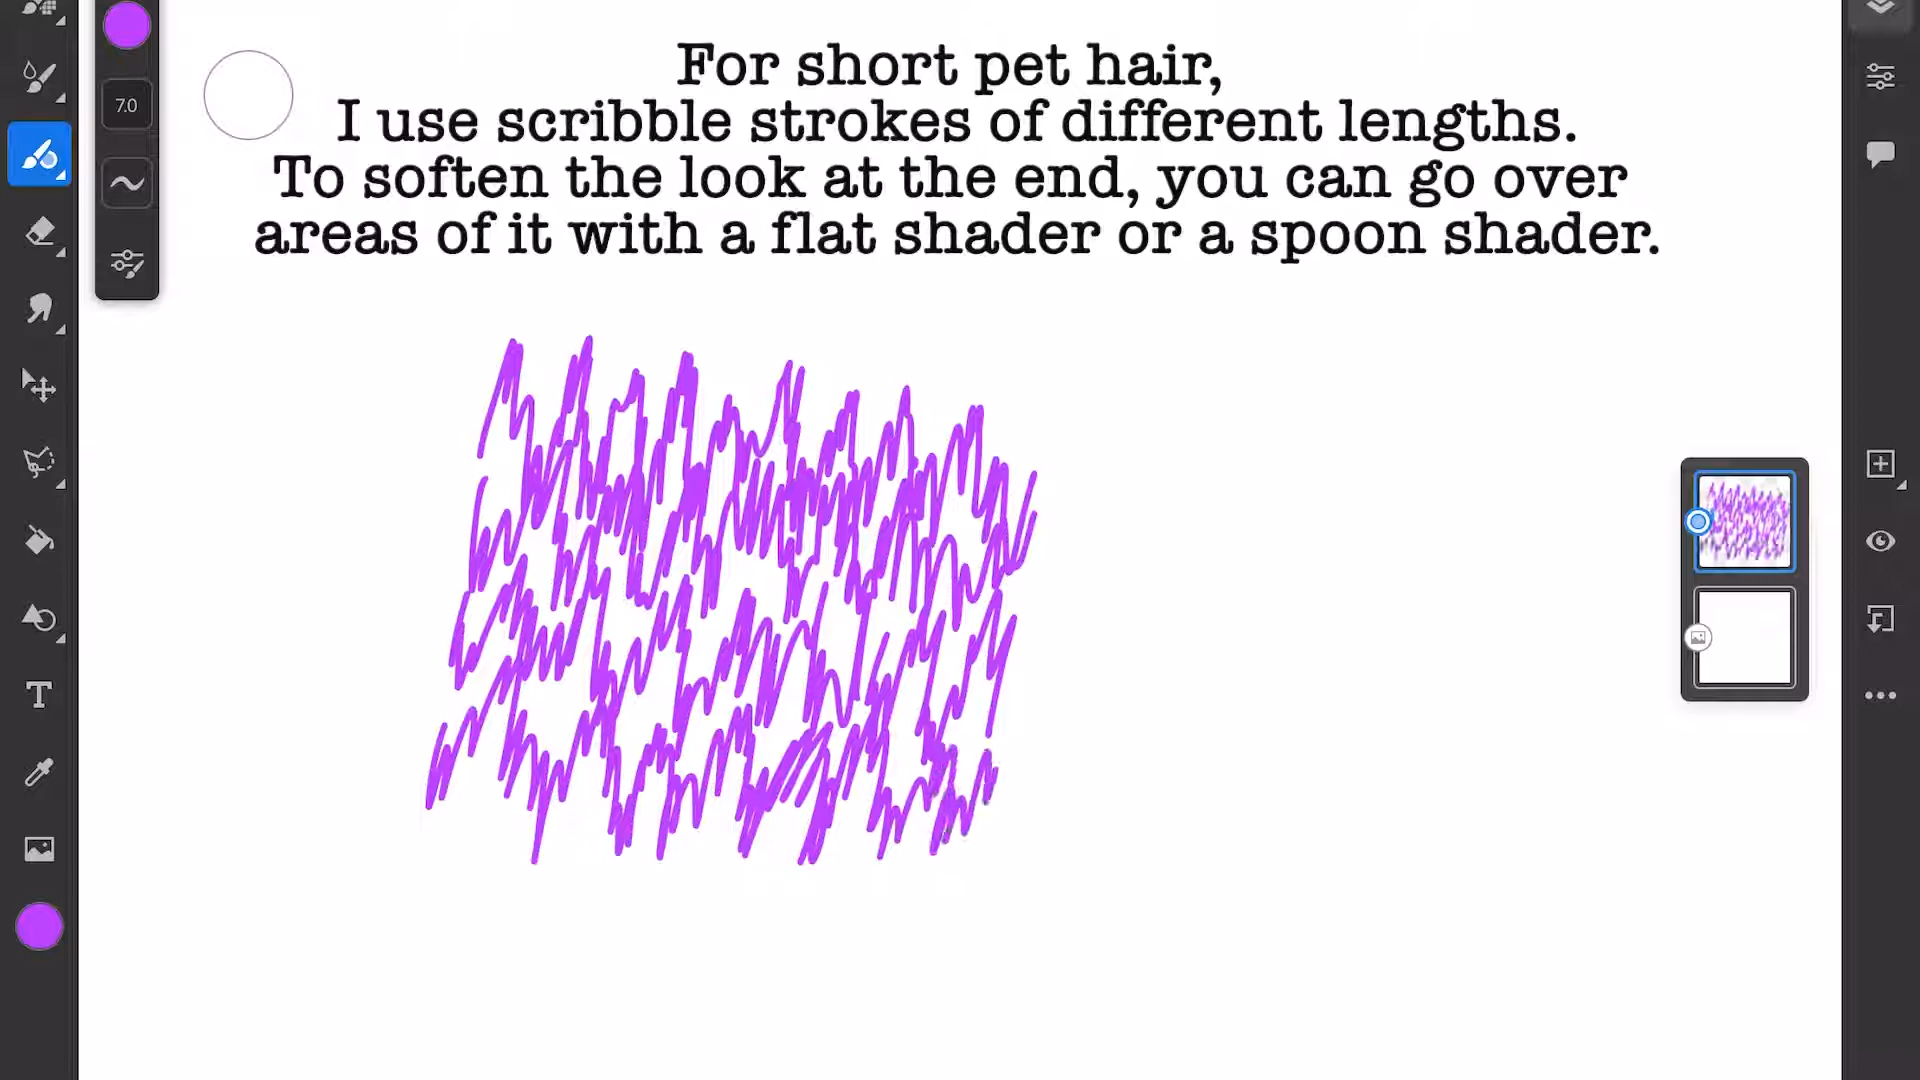 For short pet hair,
I use scribble strokes of different lengths.
To soften the look at the end, you can go over
areas of it with a flat shader or a spoon shader.
7.0